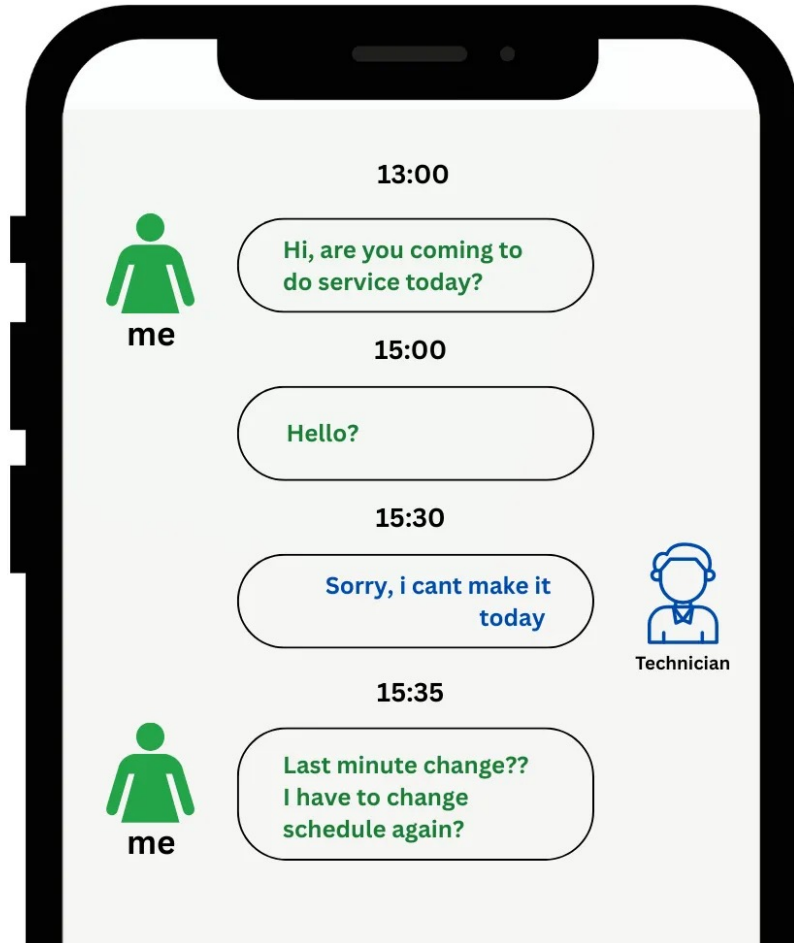 13:00
Hi, are you coming to
do service today?
me
15:00
Hello?
15:30
Sorry, i cant make it
today
Technician
15:35
Last minute change??
I have to change
schedule again?
me